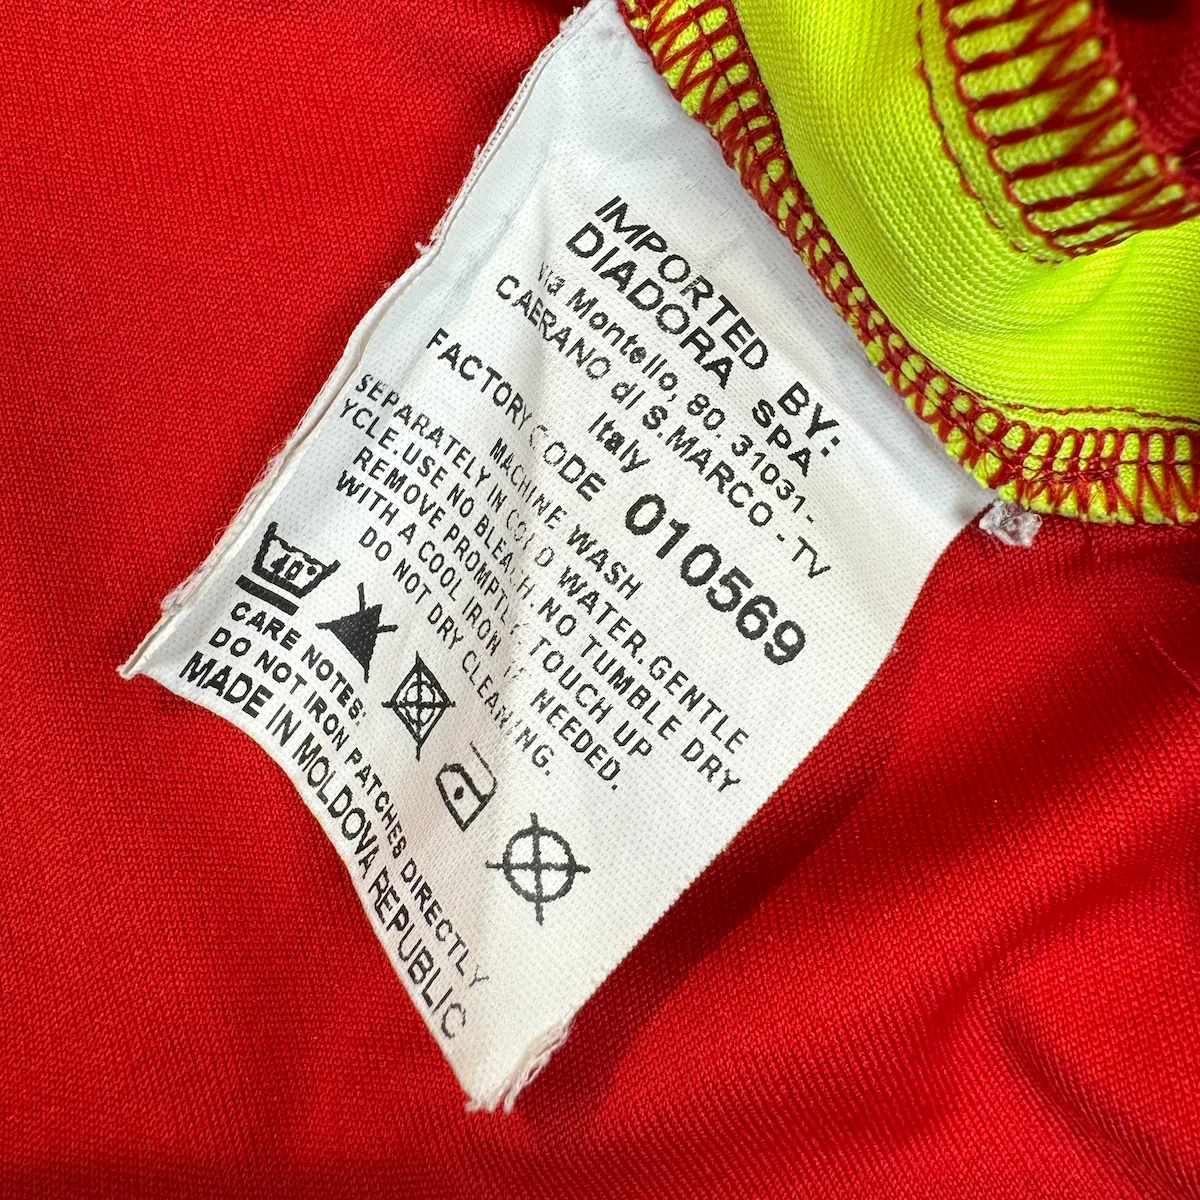 IMPORTED BY:
DIADORA SPA
via Montello, 80. 31031-
CAERANO di S.MARCO - TV
Italy
FACTORY CODE 010569
MACHINE WASH
SEPARATELY IN COLD WATER.GENTLE
YCLE.USE NO BLEACH. NO TUMBLE DRY
REMOVE PROMPTLY TOUCH UP
WITH A COOL IRON IF NEEDED.
DO NOT DRY CLEANING.
40°
CARE NOTES:
DO NOT IRON PATCHES DIRECTLY
MADE IN MOLDOVA REPUBLIC